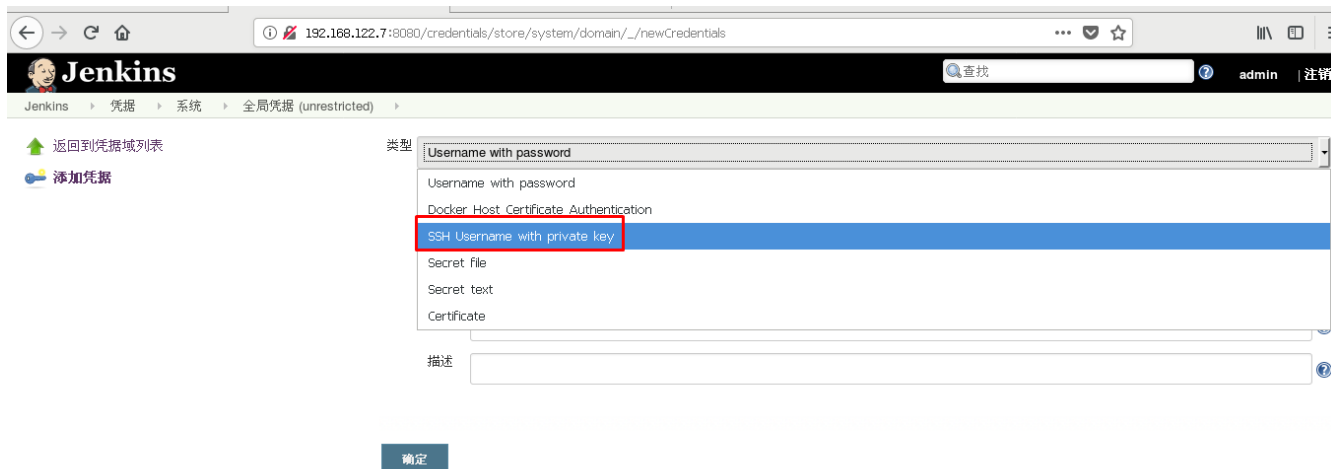 192.168.122.7:8080/credentials/store/system/domain/_/newCredentials
Jenkins
查找
admin
|注销
Jenkins 凭据 系统 全局凭据 (unrestricted)
返回到凭据域列表
添加凭据
类型
Username with password
Username with password
Docker Host Certificate Authentication
SSH Username with private key
Secret file
Secret text
Certificate
描述
确定